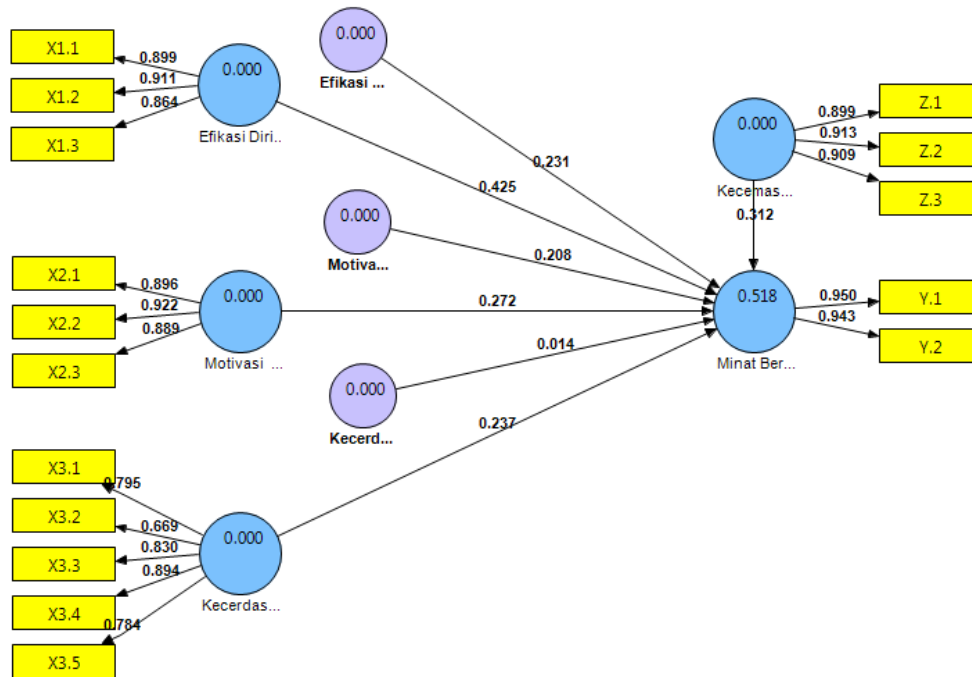 X1.1
X1.2
X1.3
0.899
0.911
0.864
0.000
Efikasi Diri..
0.000
Efikasi ...
0.231
0.425
0.000
Kecemas...
0.899
0.913
0.909
Z.1
Z.2
Z.3
0.312
X2.1
X2.2
X2.3
0.896
0.922
0.889
0.000
Motivasi ...
0.000
Motiva...
0.208
0.272
0.518
Minat Ber...
0.950
0.943
Y.1
Y.2
0.000
Kecerd...
0.014
0.237
X3.1
X3.2
X3.3
X3.4
X3.5
0.795
0.669
0.830
0.894
0.784
0.000
Kecerdas...